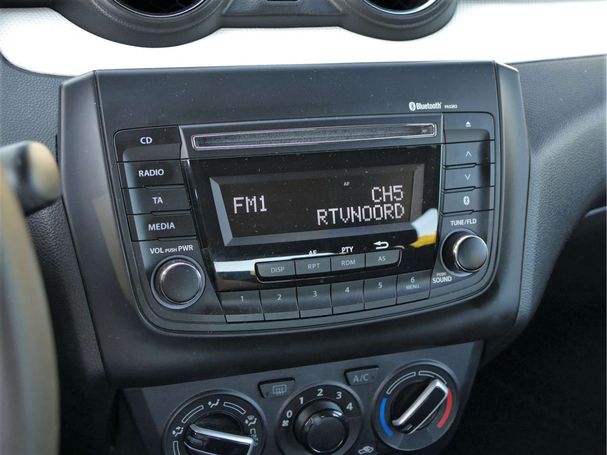 Bluetooth
CD
RADIO
TA
MEDIA
VOL PUSH PWR
AF
FM1 CH5
RTVNOORD
TUNE/FLD
PUSH
SOUND
AF PTY
DISP RPT RDM AS
1 2 3 4 5 6
MENU
A/C
0 1 2 3 4